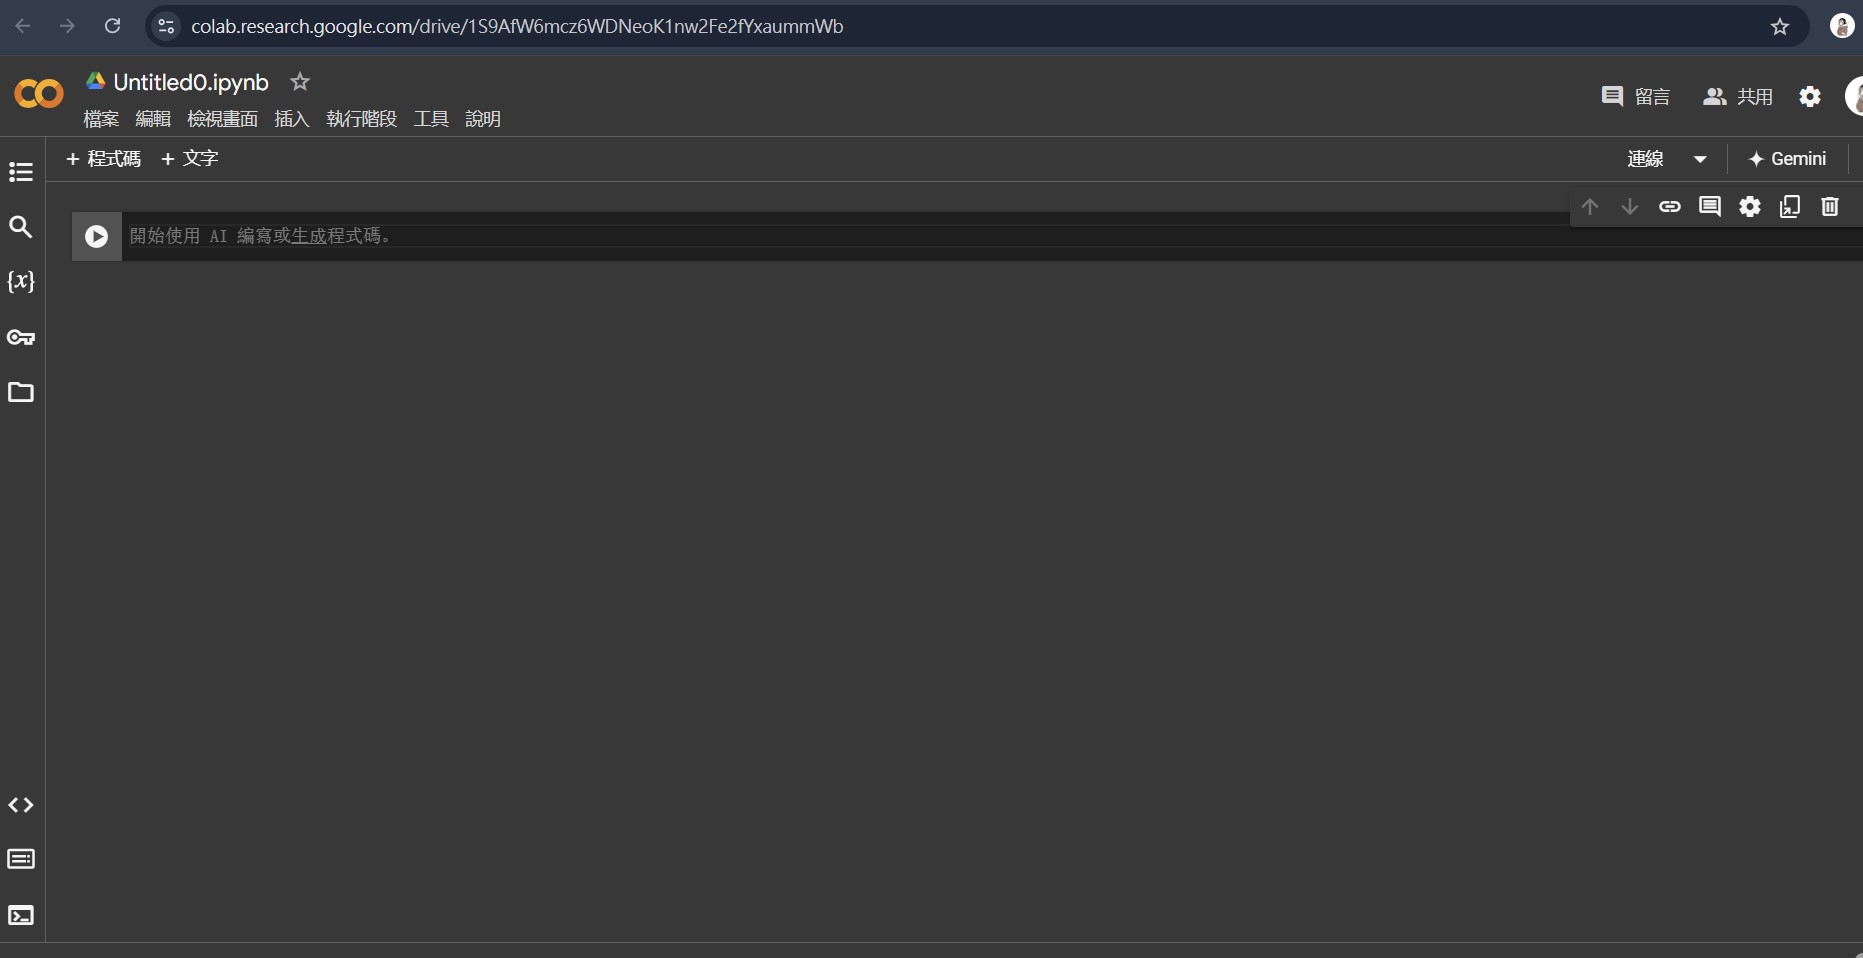 colab.research.google.com/drive/1S9AfW6mcz6WDNeoK1nw2Fe2fYxaummWb
Untitled0.ipynb
檔案 編輯 檢視畫面 插入 執行階段 工具 說明
留言 共用
+ 程式碼 + 文字
連線 Gemini
{x}
開始使用 AI 編寫或生成程式碼。